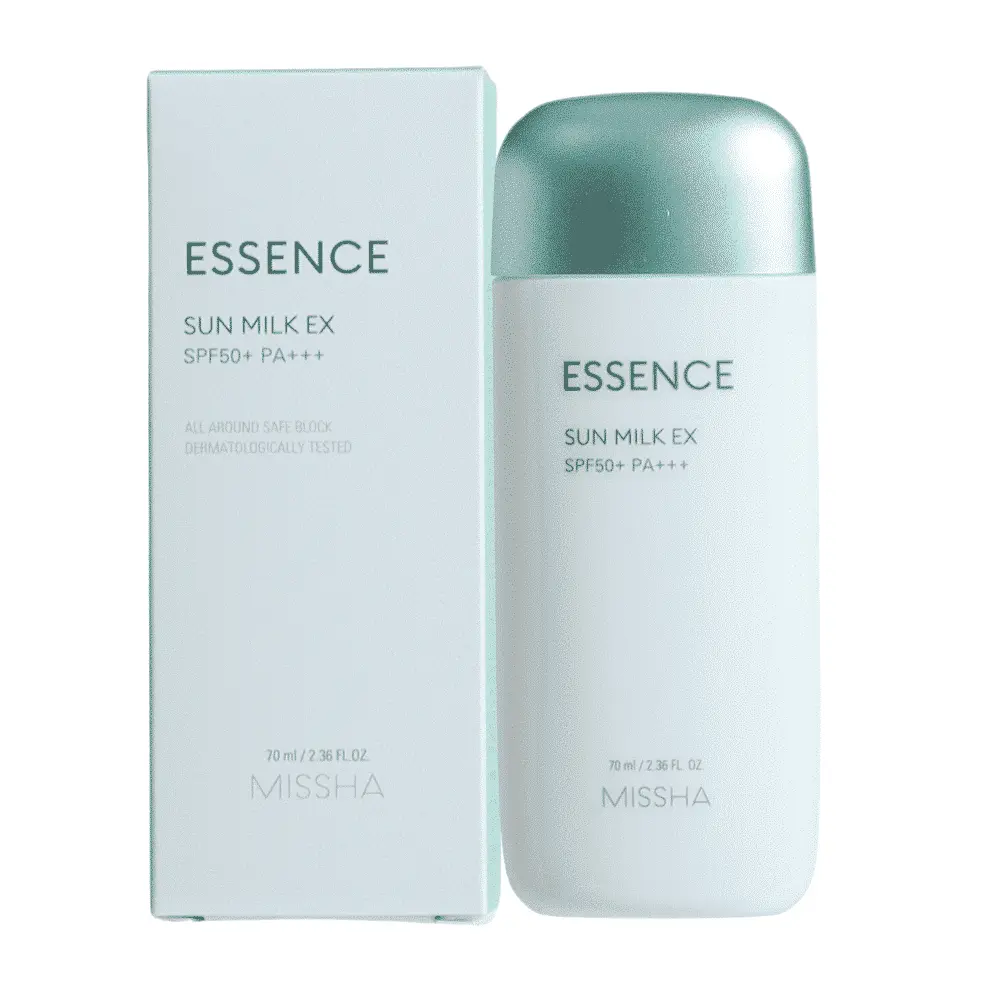 ESSENCE
SUN MILK EX
SPF50+ PA+++
ALL AROUND SAFE BLOCK
DERMATOLOGICALLY TESTED
70 ml / 2.36 FL.OZ.
MISSHA
ESSENCE
SUN MILK EX
SPF50+ PA+++
70 ml / 2.36 FL. OZ.
MISSHA